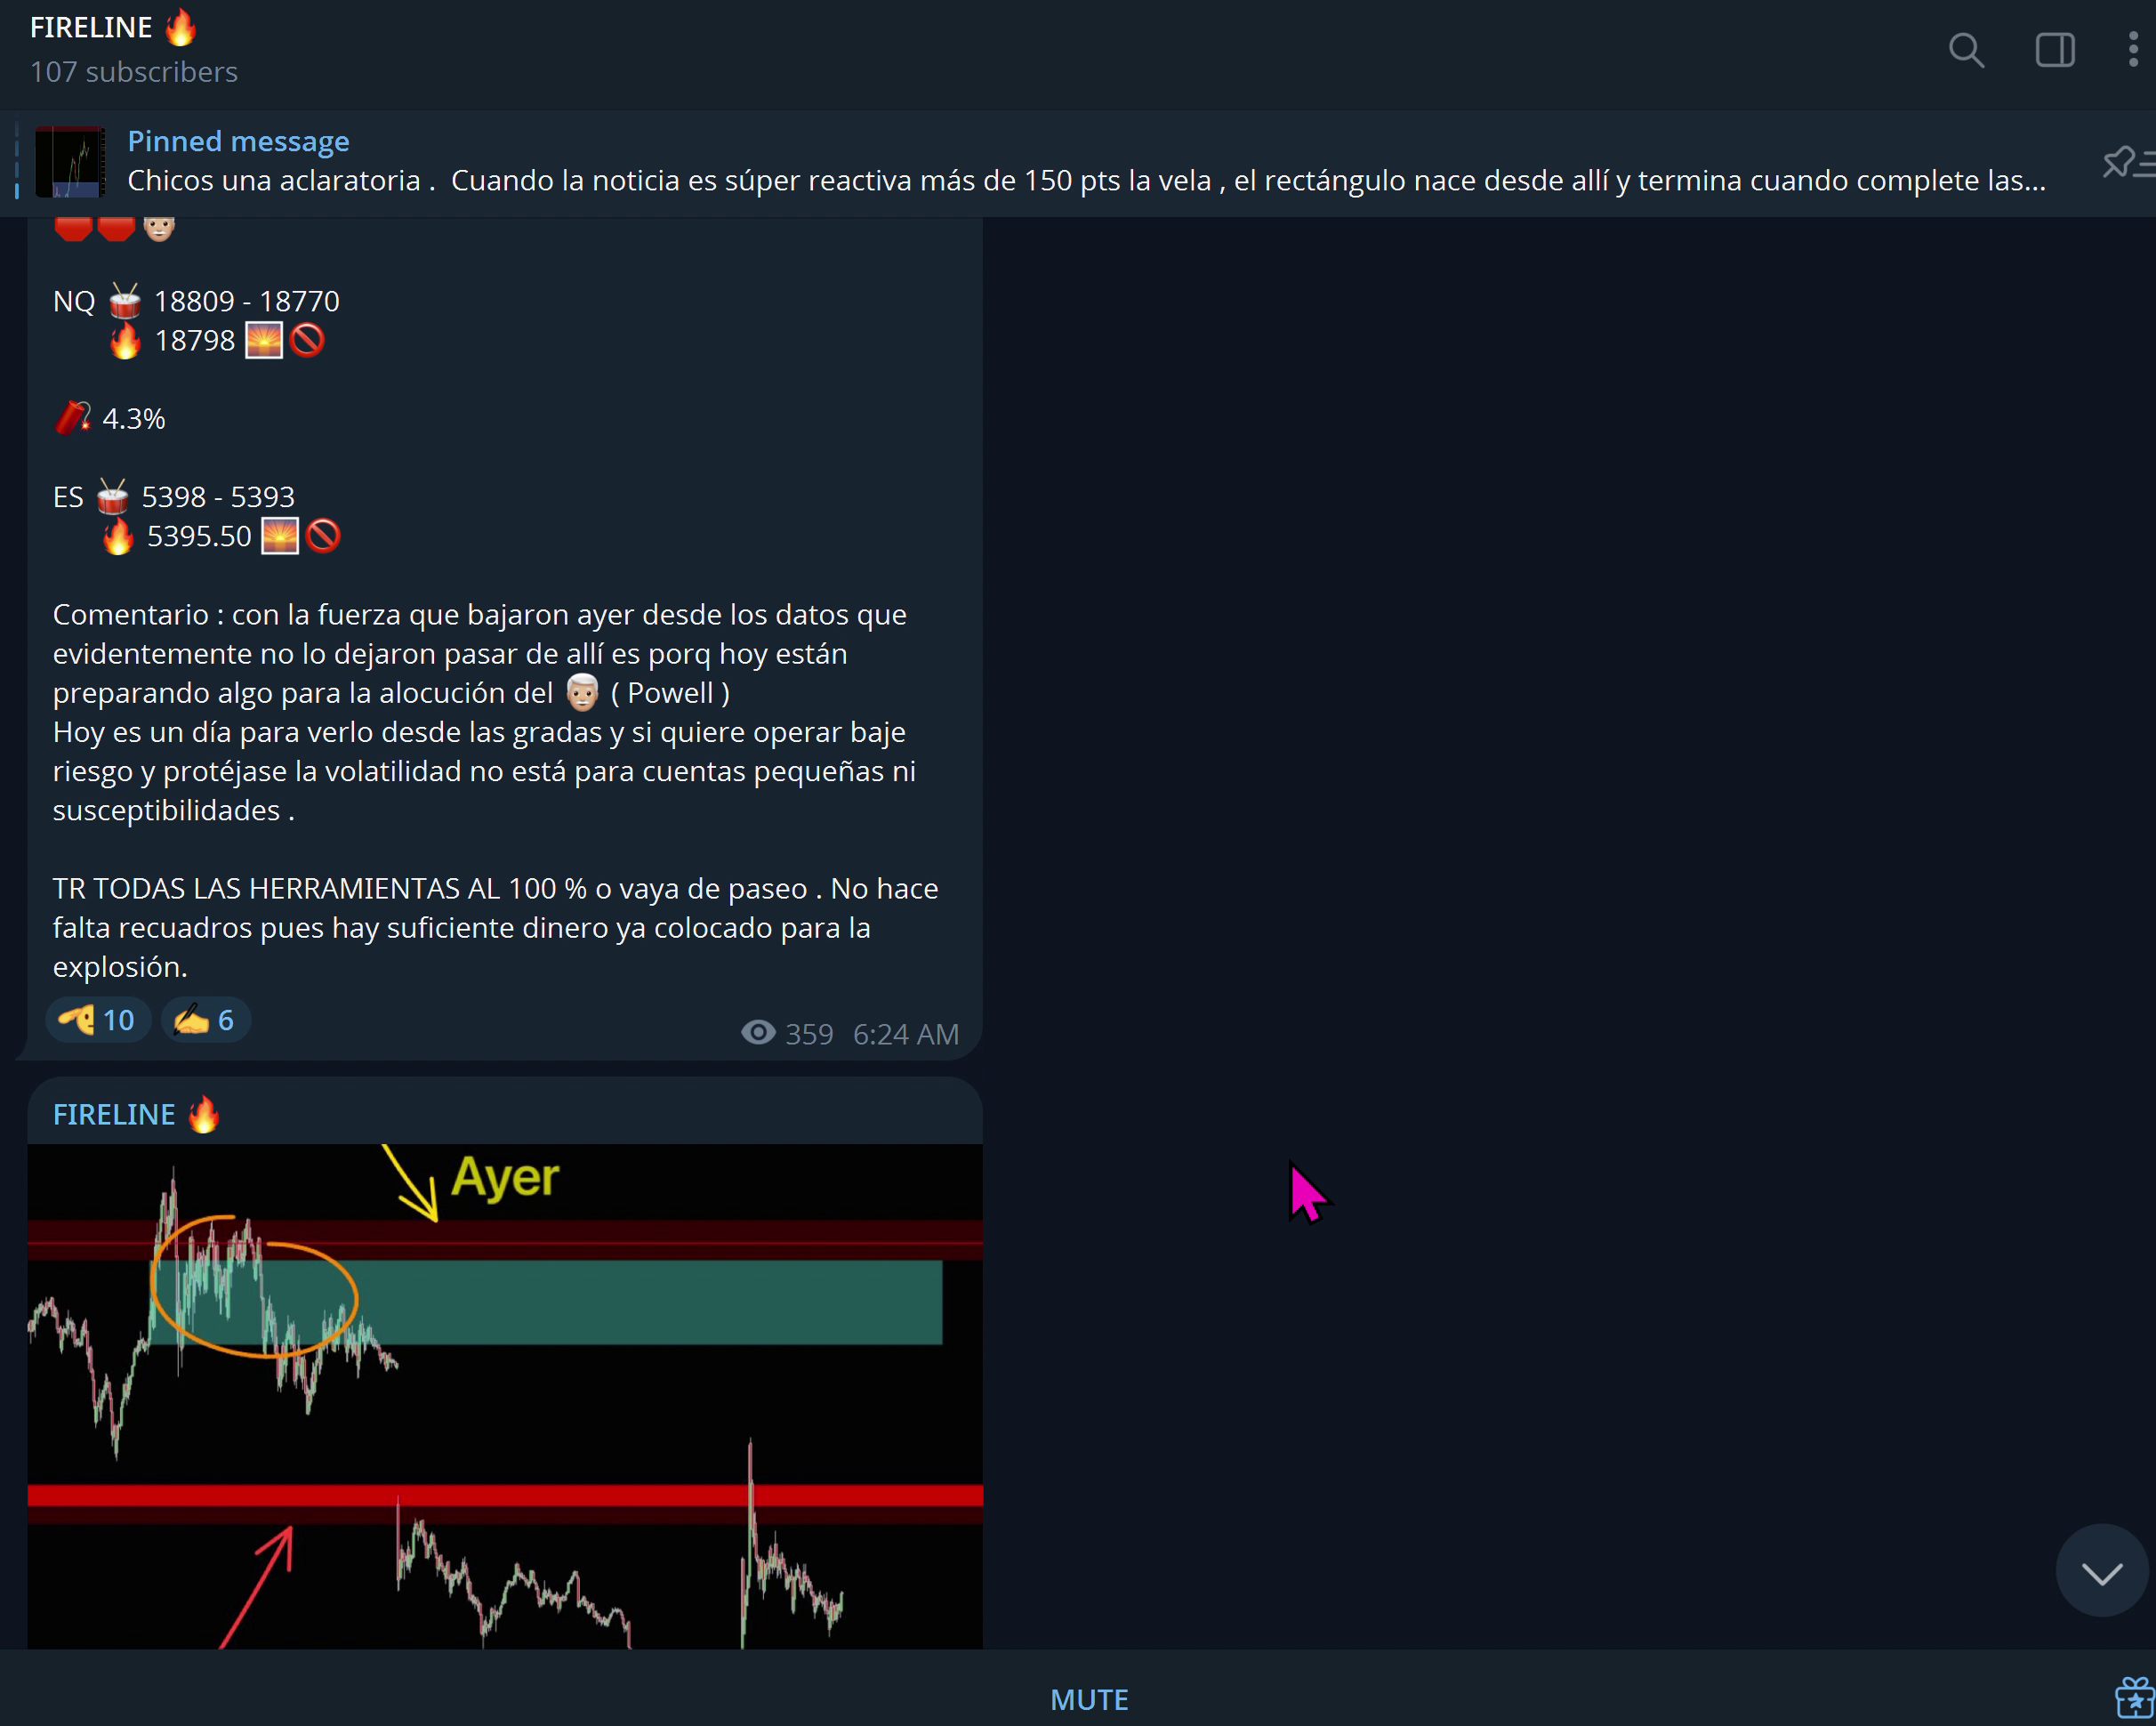 FIRELINE 🔥
107 subscribers
Pinned message
Chicos una aclaratoria .  Cuando la noticia es súper reactiva más de 150 pts la vela , el rectángulo nace desde allí y termina cuando complete las...
🛑🛑👨🏼‍🦳
NQ 🥁 18809 - 18770
🔥 18798 🌅🚫
🧨 4.3%
ES 🥁 5398 - 5393
🔥 5395.50 🌅🚫
Comentario : con la fuerza que bajaron ayer desde los datos que
evidentemente no lo dejaron pasar de allí es porq hoy están
preparando algo para la alocución del 👨🏼‍🦳 ( Powell )
Hoy es un día para verlo desde las gradas y si quiere operar baje
riesgo y protéjase la volatilidad no está para cuentas pequeñas ni
susceptibilidades .
TR TODAS LAS HERRAMIENTAS AL 100 % o vaya de paseo . No hace
falta recuadros pues hay suficiente dinero ya colocado para la
explosión.
10 ✍ 6
359 6:24 AM
FIRELINE 🔥
Ayer
MUTE